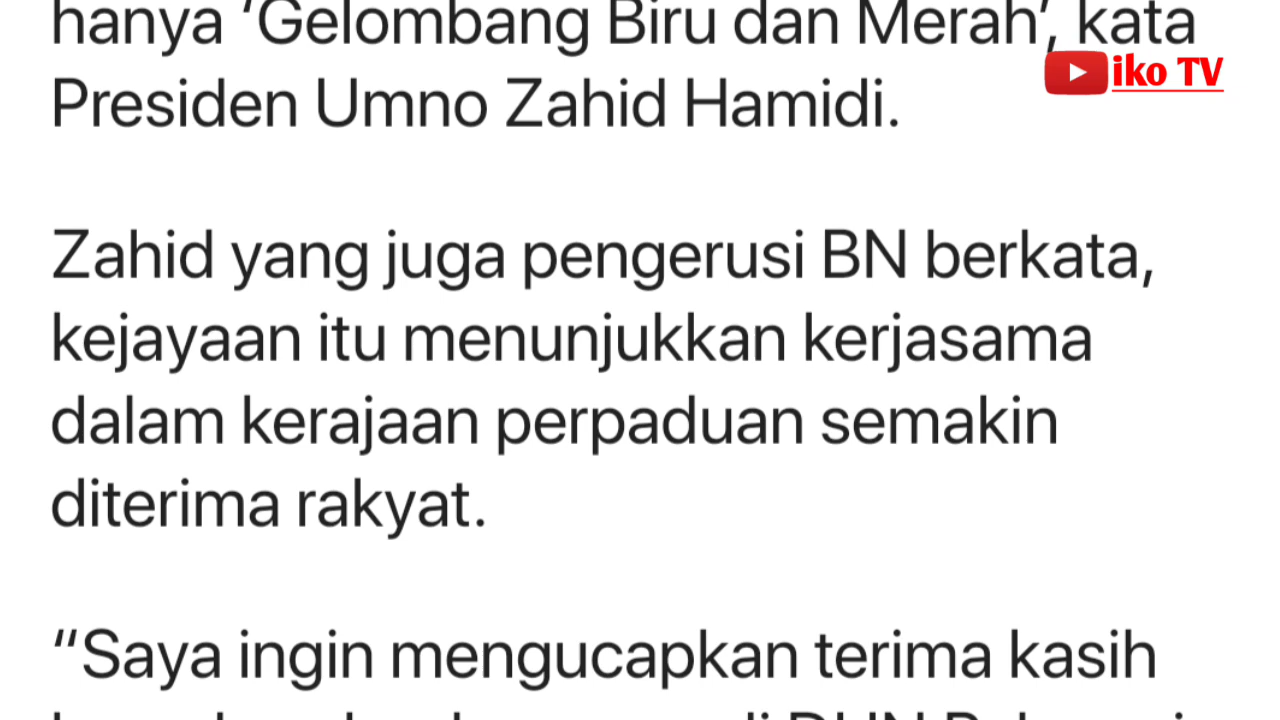 hanya ‘Gelombang Biru dan Merah’, kata
iko TV
Presiden Umno Zahid Hamidi.
Zahid yang juga pengerusi BN berkata,
kejayaan itu menunjukkan kerjasama
dalam kerajaan perpaduan semakin
diterima rakyat.
“Saya ingin mengucapkan terima kasih